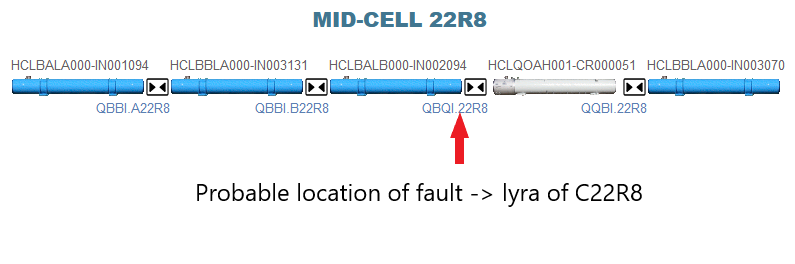 MID-CELL 22R8
HCLBALA000-IN001094 HCLBBLA000-IN003131 HCLBALB000-IN002094 HCLQOAH001-CR000051 HCLBBLA000-IN003070
QBBI.A22R8 QBBI.B22R8 QBQI.22R8 QQBI.22R8
Probable location of fault -> lyra of C22R8